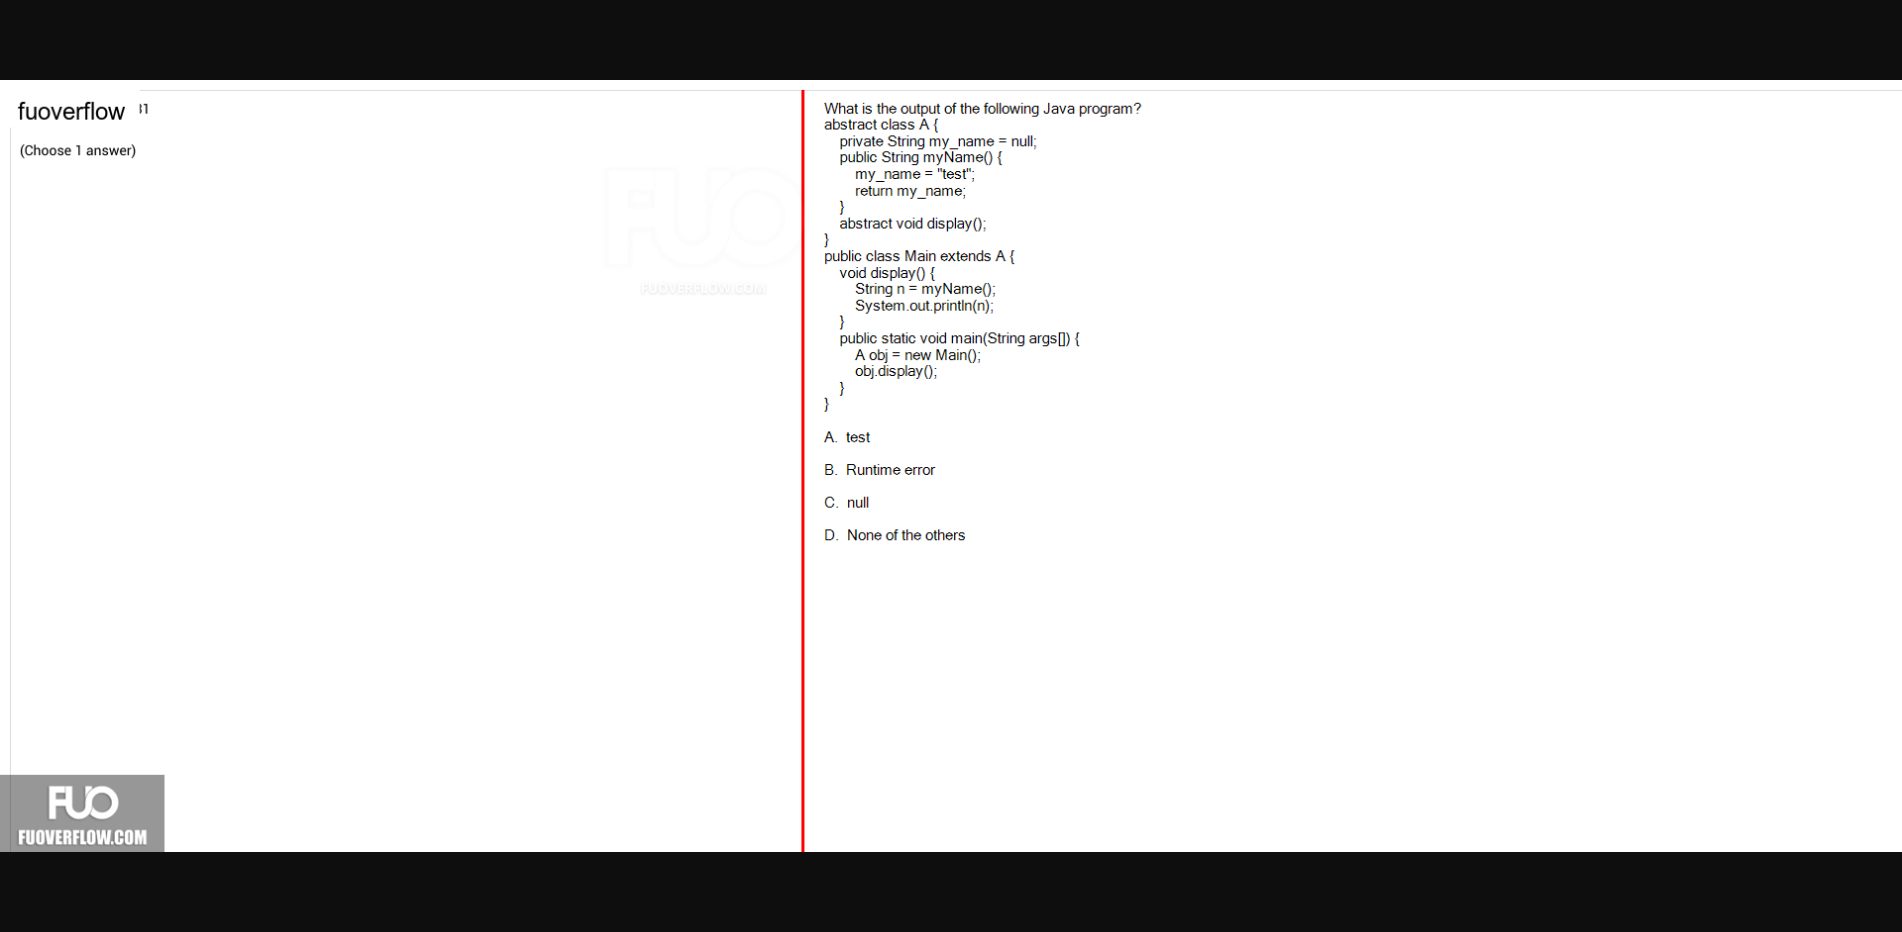 fuoverflow 31
(Choose 1 answer)
FUO
FUOVERFLOW.COM
What is the output of the following Java program?
abstract class A {
private String my_name = null;
public String myName() {
my_name = "test";
return my_name;
}
abstract void display();
}
public class Main extends A {
void display() {
String n = myName();
System.out.println(n);
}
public static void main(String args[]) {
A obj = new Main();
obj.display();
}
}
A. test
B. Runtime error
C. null
D. None of the others
FUO
FUOVERFLOW.COM